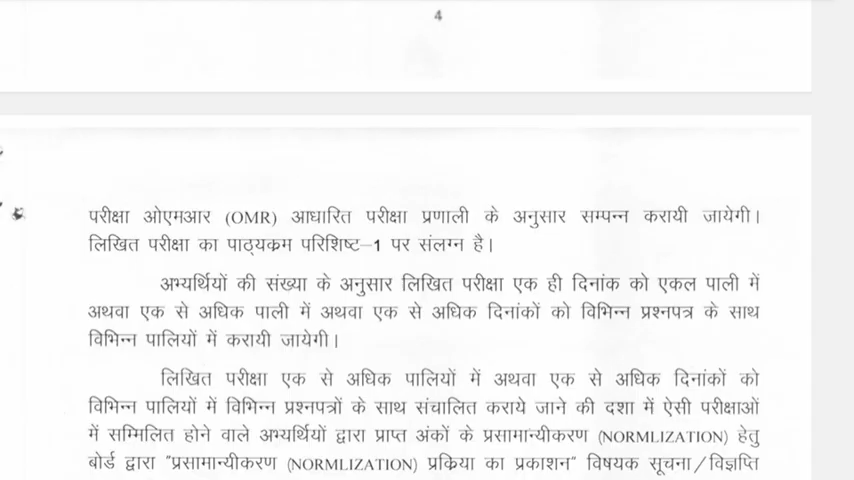 4
परीक्षा ओएमआर (OMR) आधारित परीक्षा प्रणाली के अनुसार सम्पन्न करायी जायेगी।
लिखित परीक्षा का पाठ्यक्रम परिशिष्ट–1 पर संलग्न है।
अभ्यर्थियों की संख्या के अनुसार लिखित परीक्षा एक ही दिनांक को एकल पाली में
अथवा एक से अधिक पाली में अथवा एक से अधिक दिनांकों को विभिन्न प्रश्नपत्र के साथ
विभिन्न पालियों में करायी जायेगी।
लिखित परीक्षा एक से अधिक पालियों में अथवा एक से अधिक दिनांकों को
विभिन्न पालियों में विभिन्न प्रश्नपत्रों के साथ संचालित कराये जाने की दशा में ऐसी परीक्षाओं
में सम्मिलित होने वाले अभ्यर्थियों द्वारा प्राप्त अंकों के प्रसामान्यीकरण (NORMLIZATION) हेतु
बोर्ड द्वारा "प्रसामान्यीकरण (NORMLIZATION) प्रक्रिया का प्रकाशन" विषयक सूचना/विज्ञप्ति